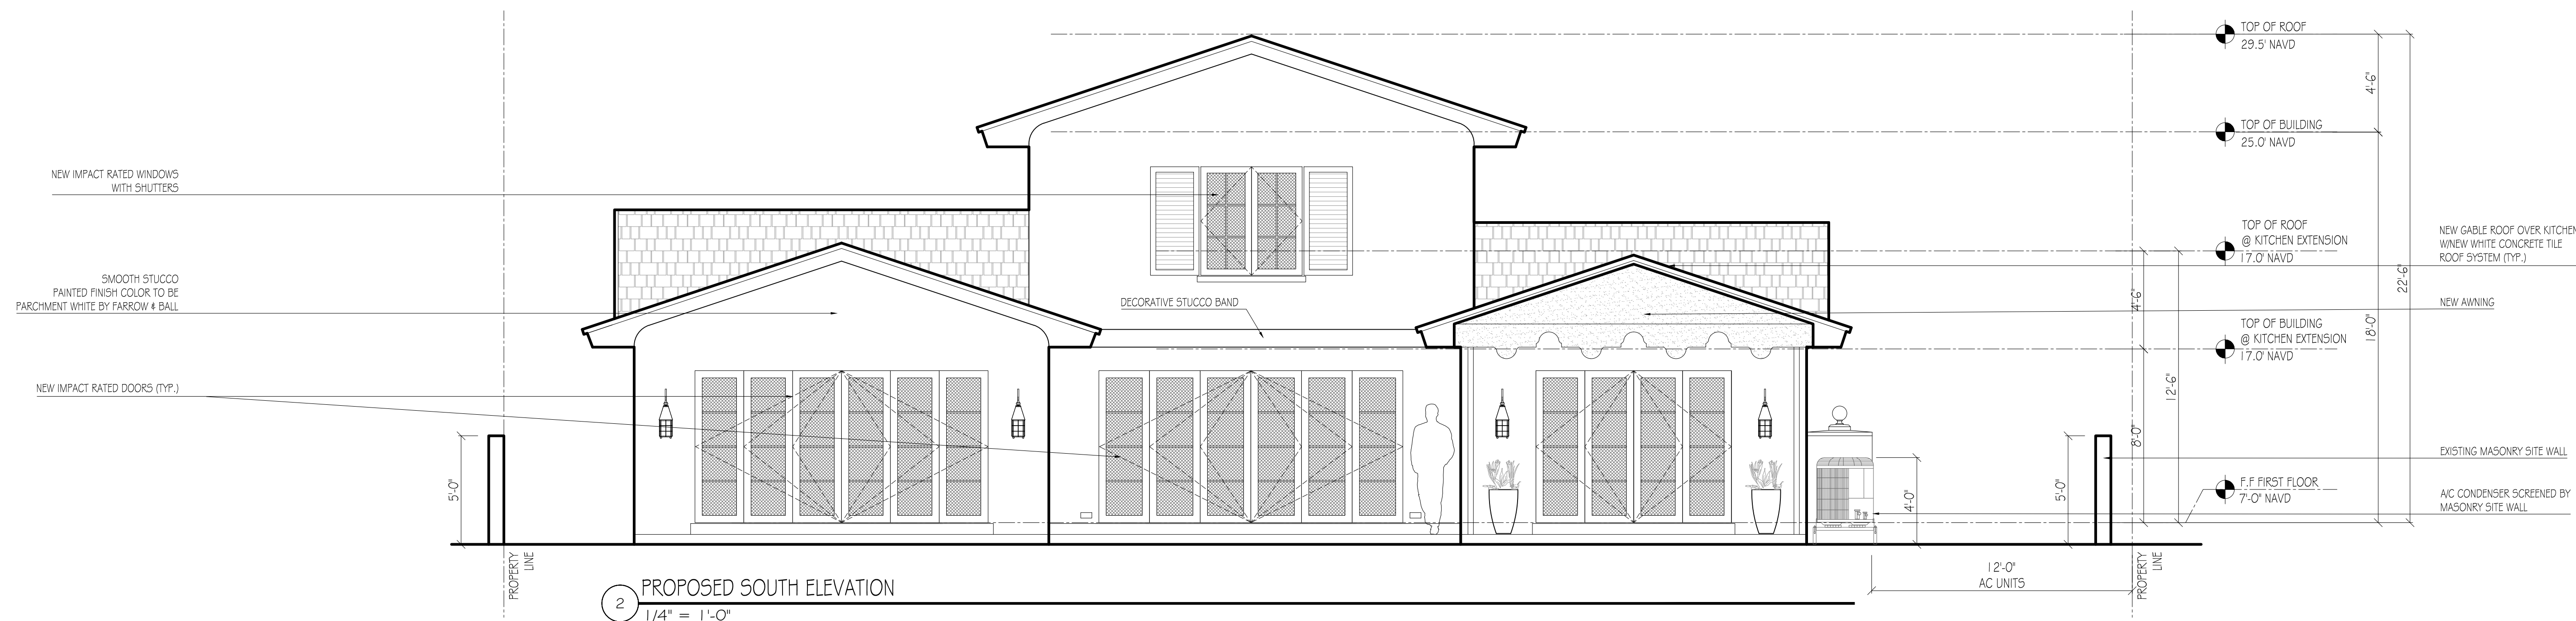 NEW IMPACT RATED WINDOWS
WITH SHUTTERS
SMOOTH STUCCO
PAINTED FINISH COLOR TO BE
PARCHMENT WHITE BY FARROW & BALL
NEW IMPACT RATED DOORS (TYP.)
5'-0"
PROPERTY
LINE
DECORATIVE STUCCO BAND
TOP OF ROOF
29.5' NAVD
TOP OF BUILDING
25.0' NAVD
TOP OF ROOF
@ KITCHEN EXTENSION
17.0' NAVD
TOP OF BUILDING
@ KITCHEN EXTENSION
17.0' NAVD
F.F FIRST FLOOR
7'-0" NAVD
4'-6"
22'-6"
18'-0"
4'-6"
12'-6"
8'-0"
4'-0"
5'-0"
NEW GABLE ROOF OVER KITCHEN
W/NEW WHITE CONCRETE TILE
ROOF SYSTEM (TYP.)
NEW AWNING
EXISTING MASONRY SITE WALL
A/C CONDENSER SCREENED BY
MASONRY SITE WALL
12'-0"
AC UNITS
PROPERTY
LINE
2
PROPOSED SOUTH ELEVATION
1/4" = 1'-0"